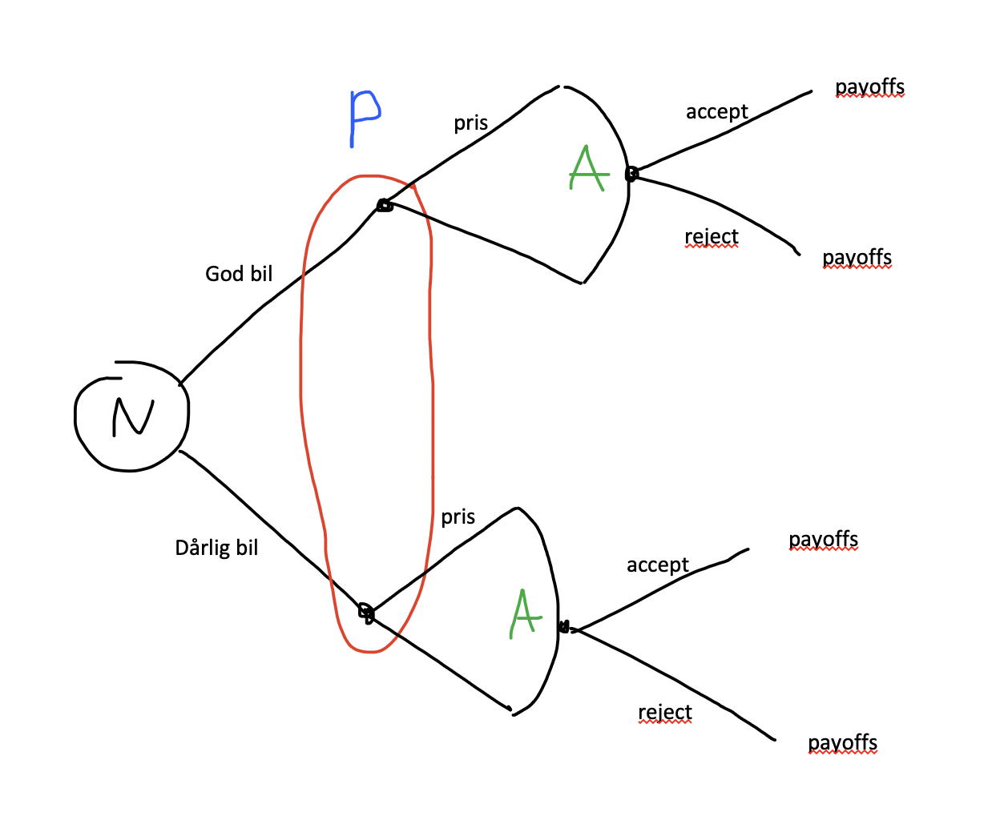 payoffs
P
accept
pris
A
reject
payoffs
God bil
N
pris
payoffs
Dårlig bil
accept
A
reject
payoffs